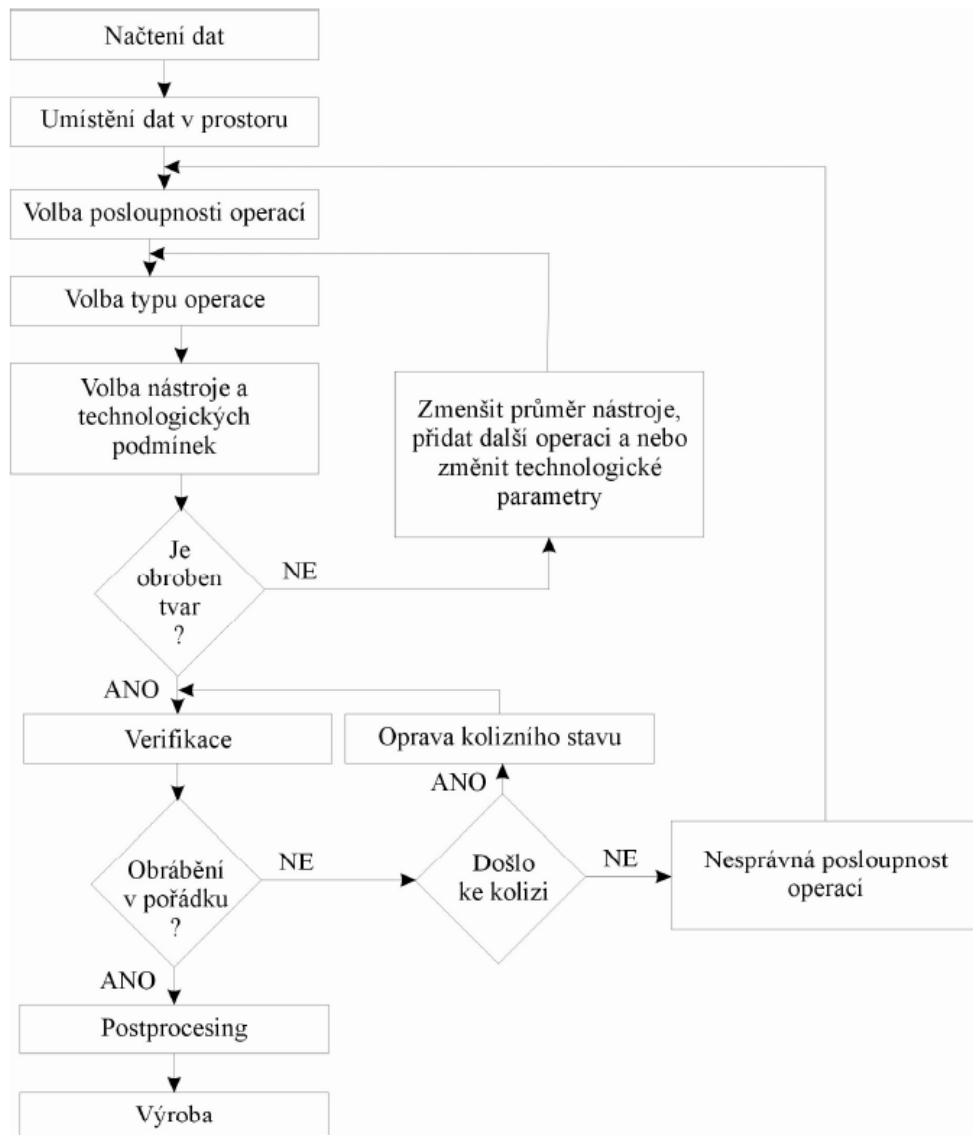 Načtení dat
Umístění dat v prostoru
Volba posloupnosti operací
Volba typu operace
Volba nástroje a
technologických
podmínek
Zmenšit průměr nástroje,
přidat další operaci a nebo
změnit technologické
parametry
Je
obroben
tvar
?
NE
ANO
Verifikace
Oprava kolizního stavu
ANO
Obrábění
v pořádku
?
NE
Došlo
ke kolizi
NE
Nesprávná posloupnost
operací
ANO
Postprocesing
Výroba